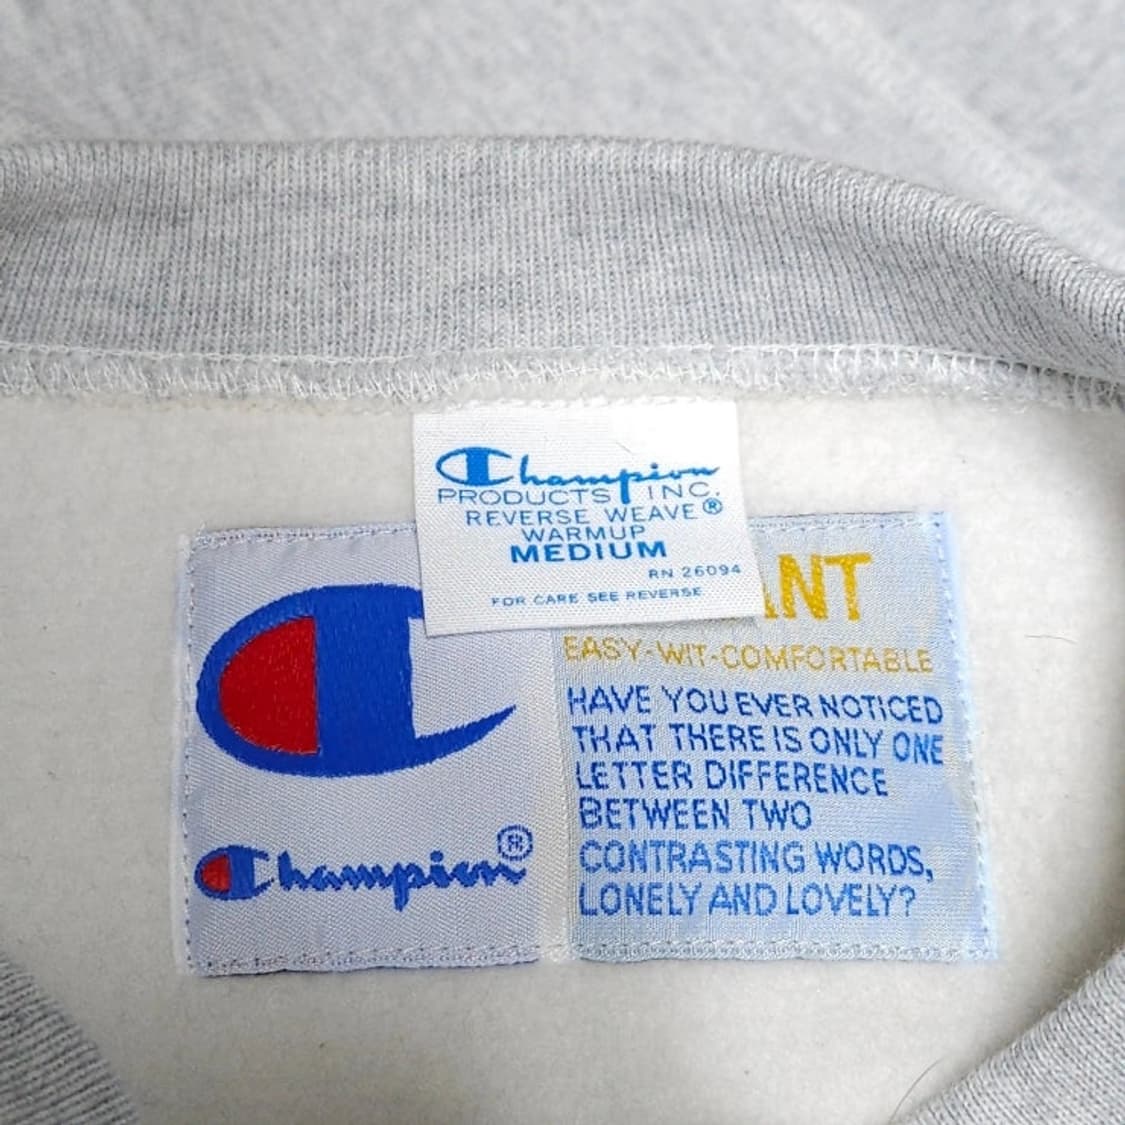 Champion
PRODUCTS INC.
REVERSE WEAVE®
WARMUP
MEDIUM
RN 26094
FOR CARE SEE REVERSE
Champion®
EASY-WIT-COMFORTABLE
HAVE YOU EVER NOTICED
THAT THERE IS ONLY ONE
LETTER DIFFERENCE
BETWEEN TWO
CONTRASTING WORDS,
LONELY AND LOVELY?